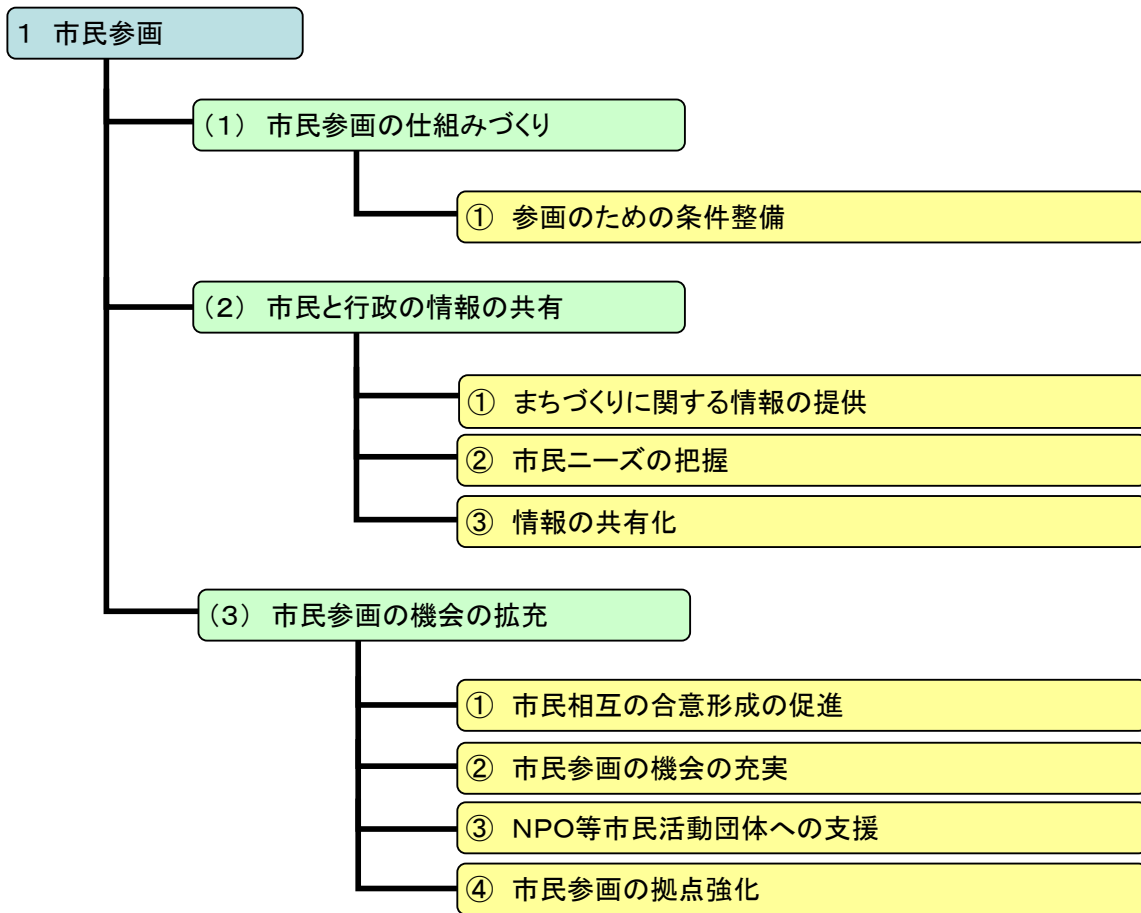 １ 市民参画
（１） 市民参画の仕組みづくり
① 参画のための条件整備
（２） 市民と行政の情報の共有
① まちづくりに関する情報の提供
② 市民ニーズの把握
③ 情報の共有化
（３） 市民参画の機会の拡充
① 市民相互の合意形成の促進
② 市民参画の機会の充実
③ ＮＰＯ等市民活動団体への支援
④ 市民参画の拠点強化